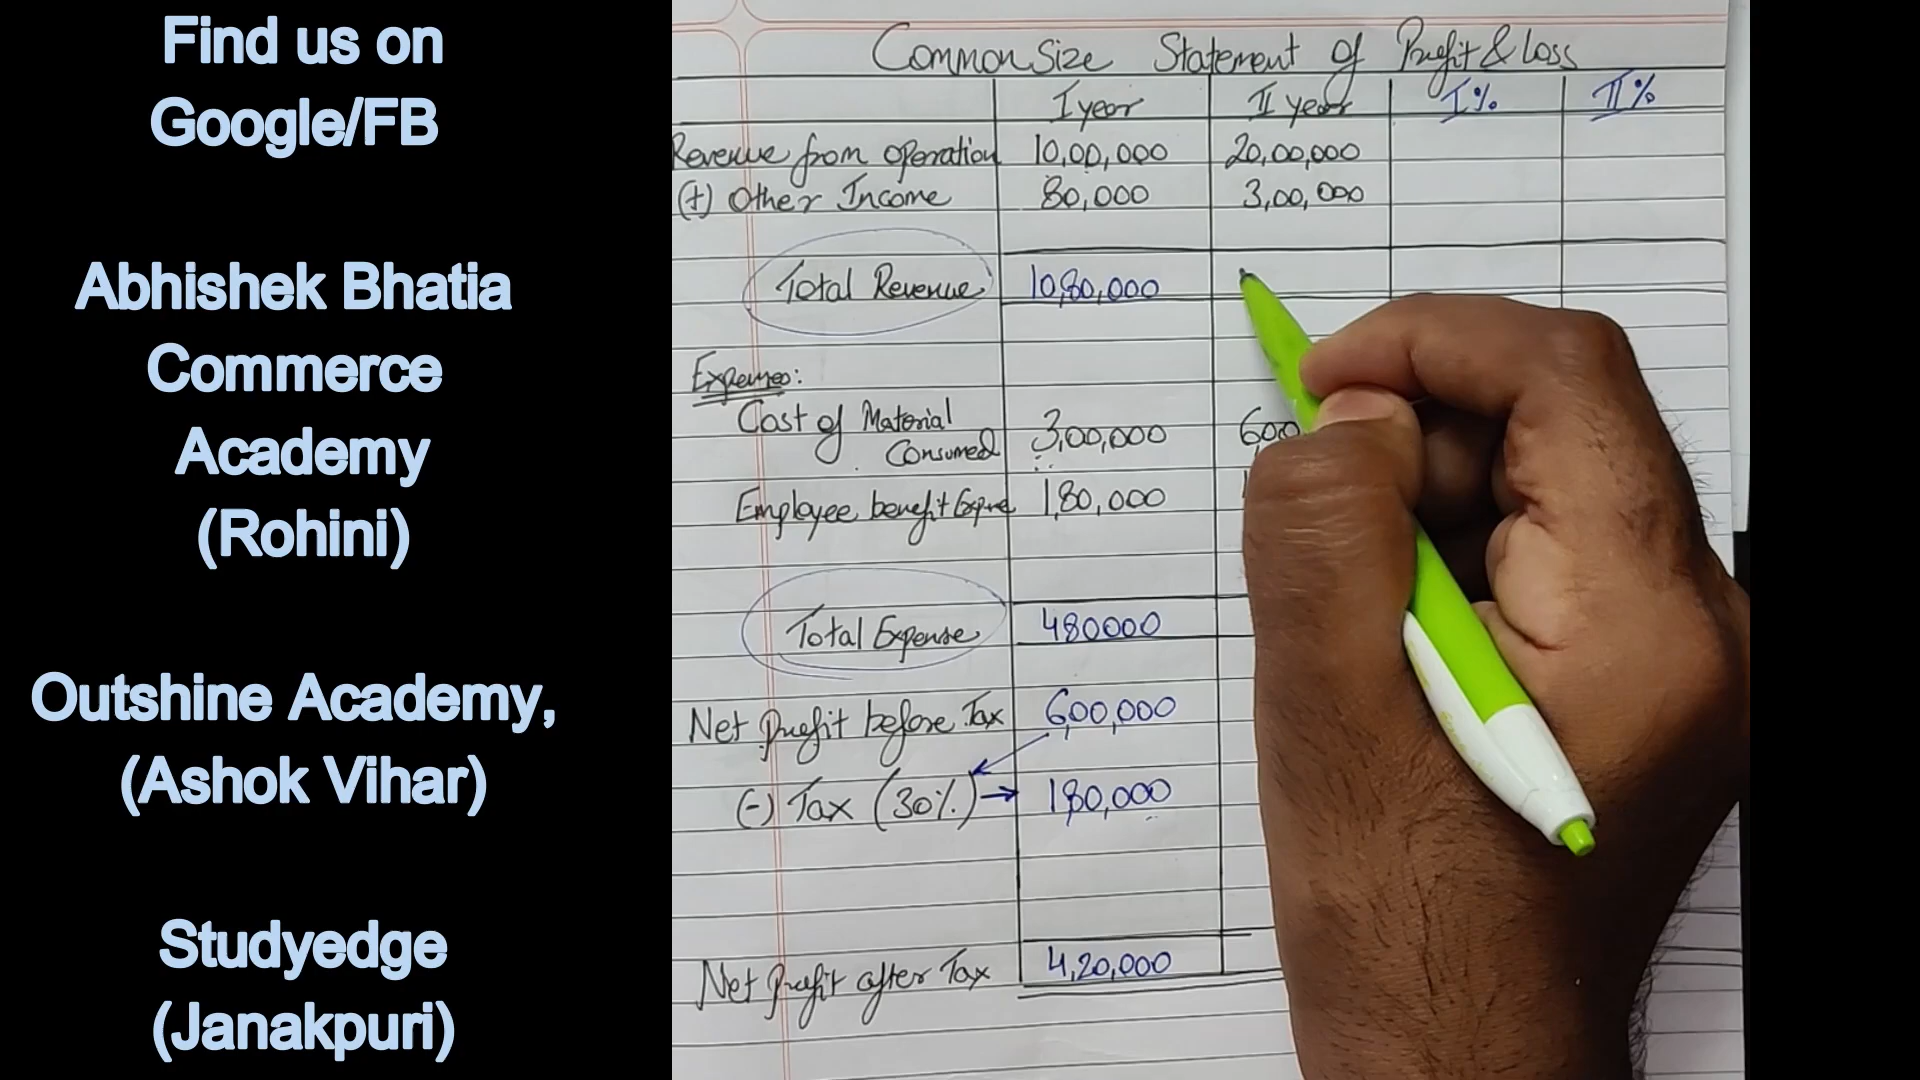 Find us on
Google/FB
Abhishek Bhatia
Commerce
Academy
(Rohini)
Outshine Academy,
(Ashok Vihar)
Studyedge
(Janakpuri)
Common Size Statement of Profit & Loss
I year II year I% II%
Revenue from operation 10,00,000 20,00,000
(+) Other Income 80,000 3,00,000
Total Revenue 10,80,000
Expenses:
Cost of Material
Consumed 3,00,000 600
Employee benefit 1,80,000
Total Expense 480000
Net Profit before Tax 6,00,000
(-) Tax (30%) → 180,000
Net Profit after Tax 4,20,000